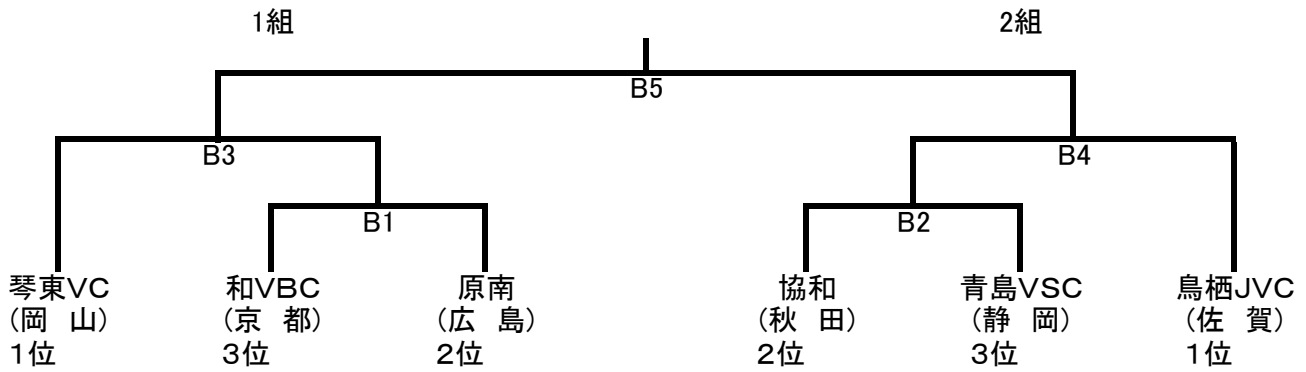 1組 2組
B5
B3 B4
B1 B2
琴東VC 和VBC 原南 協和 青島VSC 鳥栖JVC
(岡　山) (京　都) (広　島) (秋　田) (静　岡) (佐　賀)
1位 3位 2位 2位 3位 1位